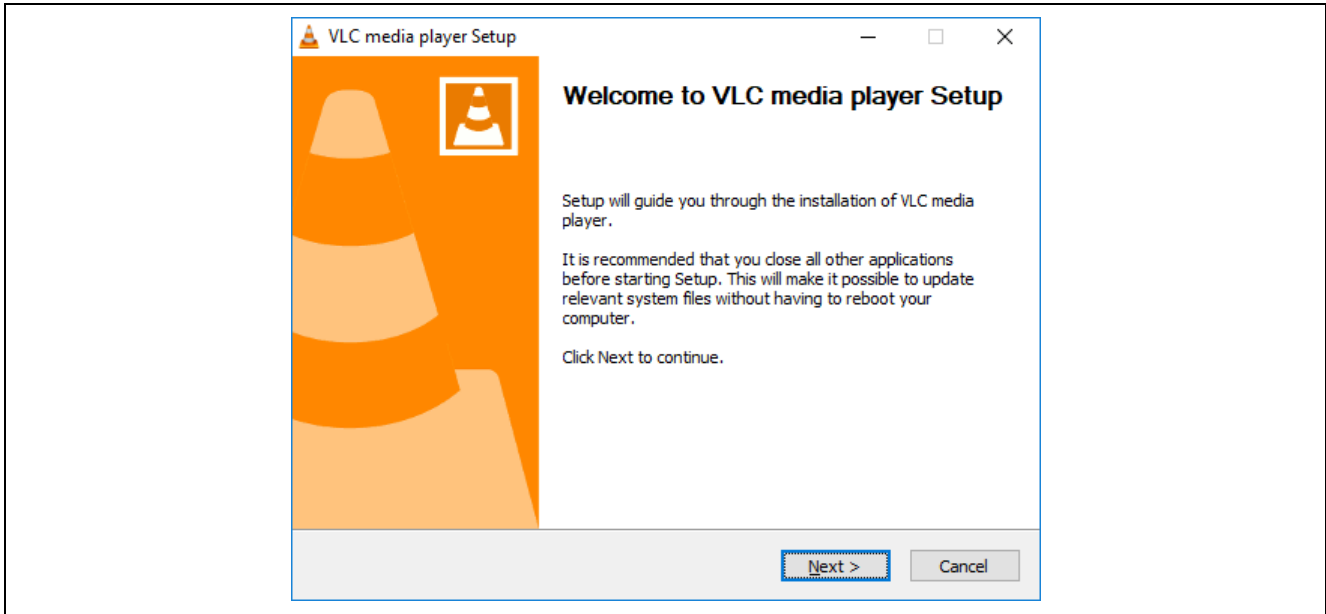 VLC media player Setup
Welcome to VLC media player Setup
Setup will guide you through the installation of VLC media
player.
It is recommended that you close all other applications
before starting Setup. This will make it possible to update
relevant system files without having to reboot your
computer.
Click Next to continue.
Next >
Cancel